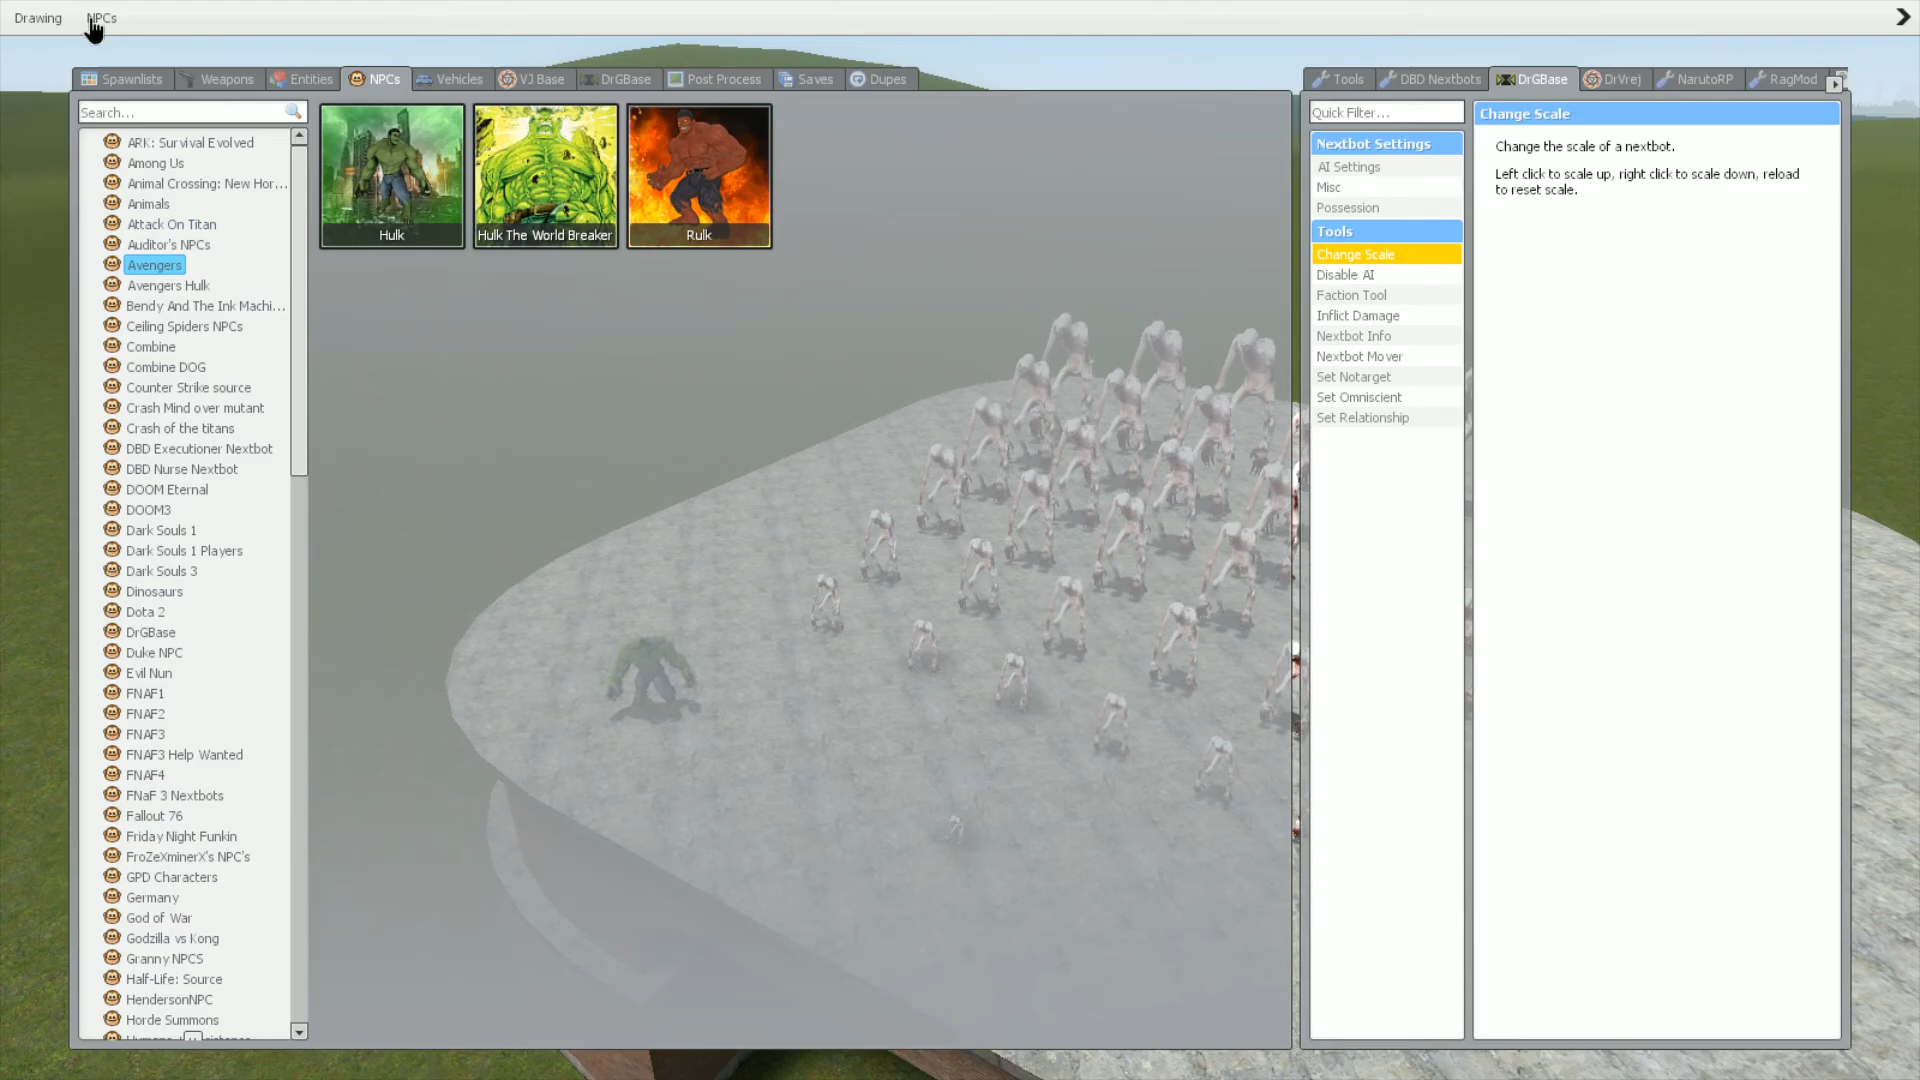 Drawing NPCs
Spawnlists Weapons Entities NPCs Vehicles VJ Base DrGBase Post Process Saves Dupes
Search...
ARK: Survival Evolved
Among Us
Animal Crossing: New Hor...
Animals
Attack On Titan
Auditor's NPCs
Avengers
Avengers Hulk
Bendy And The Ink Machi...
Ceiling Spiders NPCs
Combine
Combine DOG
Counter Strike source
Crash Mind over mutant
Crash of the titans
DBD Executioner Nextbot
DBD Nurse Nextbot
DOOM Eternal
DOOM3
Dark Souls 1
Dark Souls 1 Players
Dark Souls 3
Dinosaurs
Dota 2
DrGBase
Duke NPC
Evil Nun
FNAF1
FNAF2
FNAF3
FNAF3 Help Wanted
FNAF4
FNaF 3 Nextbots
Fallout 76
Friday Night Funkin
FroZeXminerX's NPC's
GPD Characters
Germany
God of War
Godzilla vs Kong
Granny NPCS
Half-Life: Source
HendersonNPC
Horde Summons
Hulk
Hulk The World Breaker
Rulk
Tools DBD Nextbots DrGBase DrVrej NarutoRP RagMod
Quick Filter...
Nextbot Settings
AI Settings
Misc
Possession
Tools
Change Scale
Disable AI
Faction Tool
Inflict Damage
Nextbot Info
Nextbot Mover
Set Notarget
Set Omniscient
Set Relationship
Change Scale
Change the scale of a nextbot.
Left click to scale up, right click to scale down, reload
to reset scale.